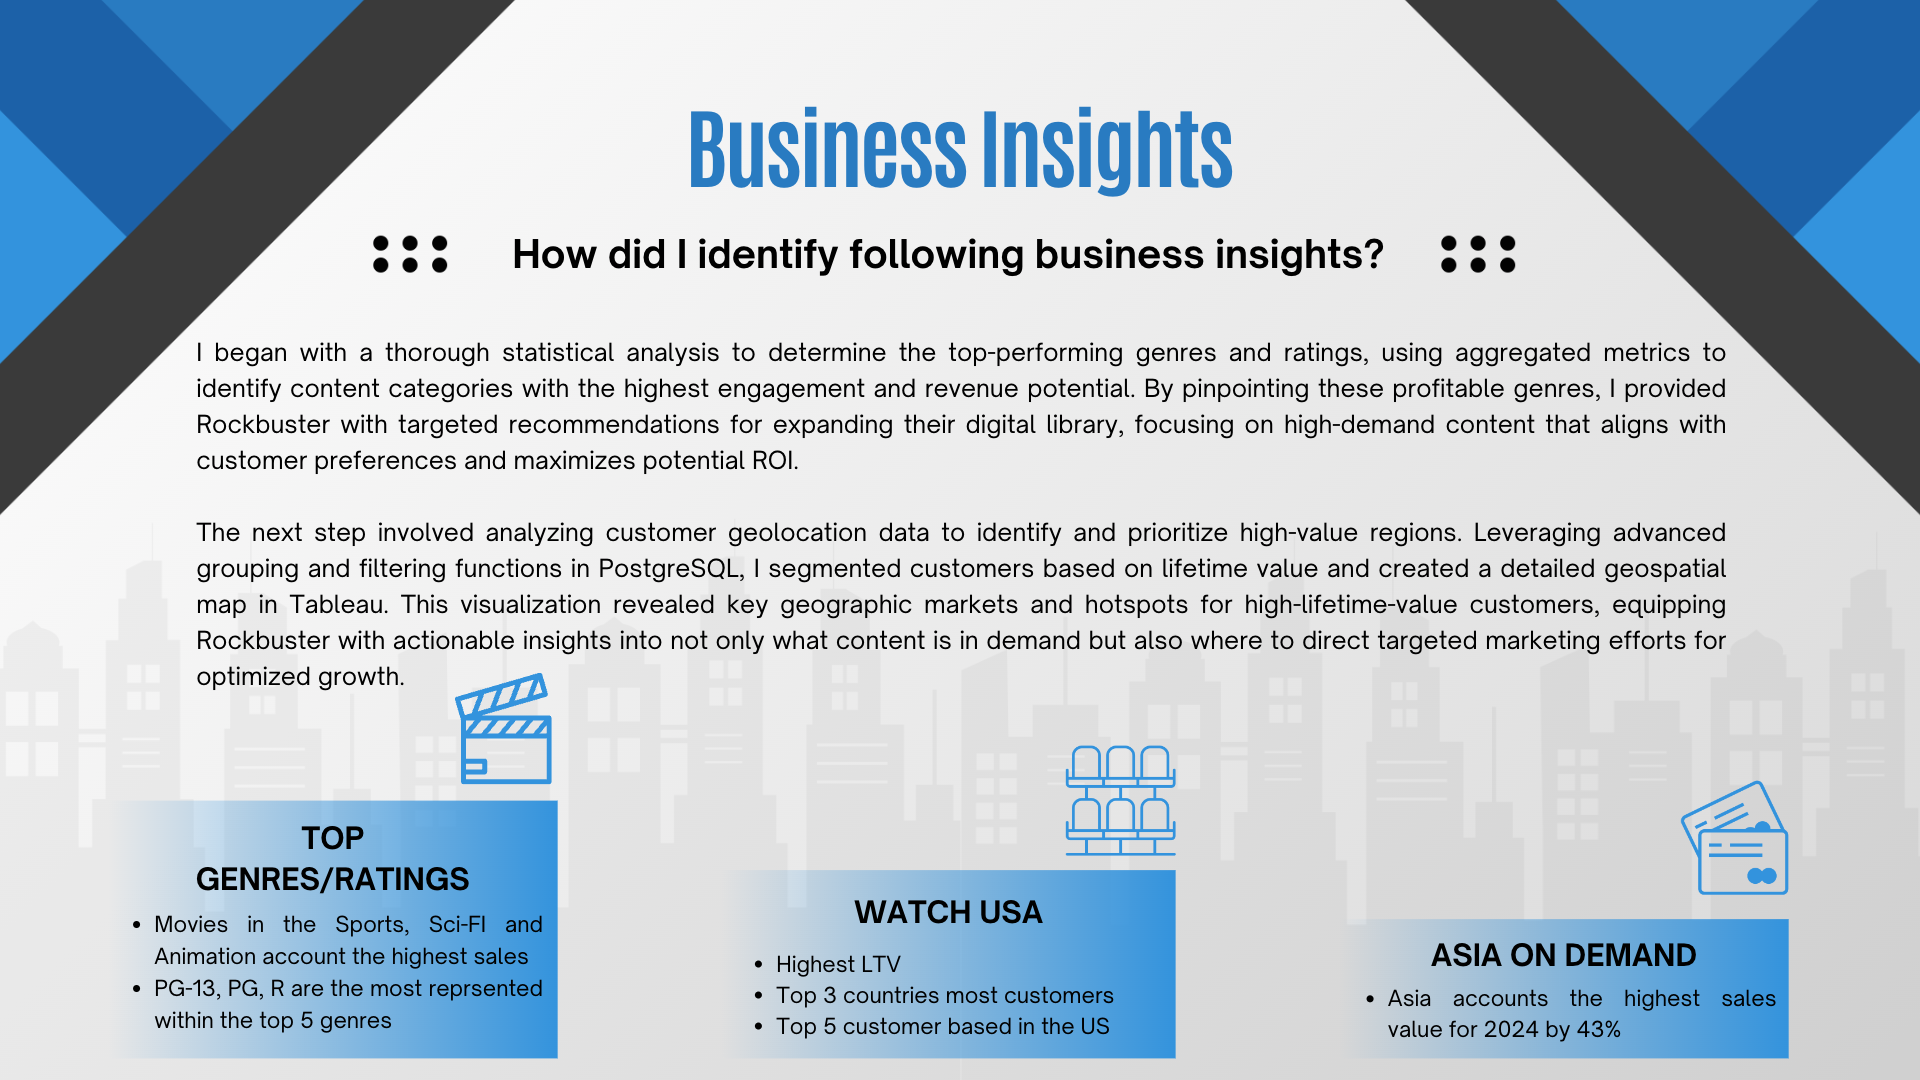 Business Insights
How did I identify following business insights?
I began with a thorough statistical analysis to determine the top-performing genres and ratings, using aggregated metrics to
identify content categories with the highest engagement and revenue potential. By pinpointing these profitable genres, I provided
Rockbuster with targeted recommendations for expanding their digital library, focusing on high-demand content that aligns with
customer preferences and maximizes potential ROI.
The next step involved analyzing customer geolocation data to identify and prioritize high-value regions. Leveraging advanced
grouping and filtering functions in PostgreSQL, I segmented customers based on lifetime value and created a detailed geospatial
map in Tableau. This visualization revealed key geographic markets and hotspots for high-lifetime-value customers, equipping
Rockbuster with actionable insights into not only what content is in demand but also where to direct targeted marketing efforts for
optimized growth.
TOP
GENRES/RATINGS
• Movies in the Sports, Sci-FI and
Animation account the highest sales
• PG-13, PG, R are the most reprsented
within the top 5 genres
WATCH USA
• Highest LTV
• Top 3 countries most customers
• Top 5 customer based in the US
ASIA ON DEMAND
• Asia accounts the highest sales
value for 2024 by 43%